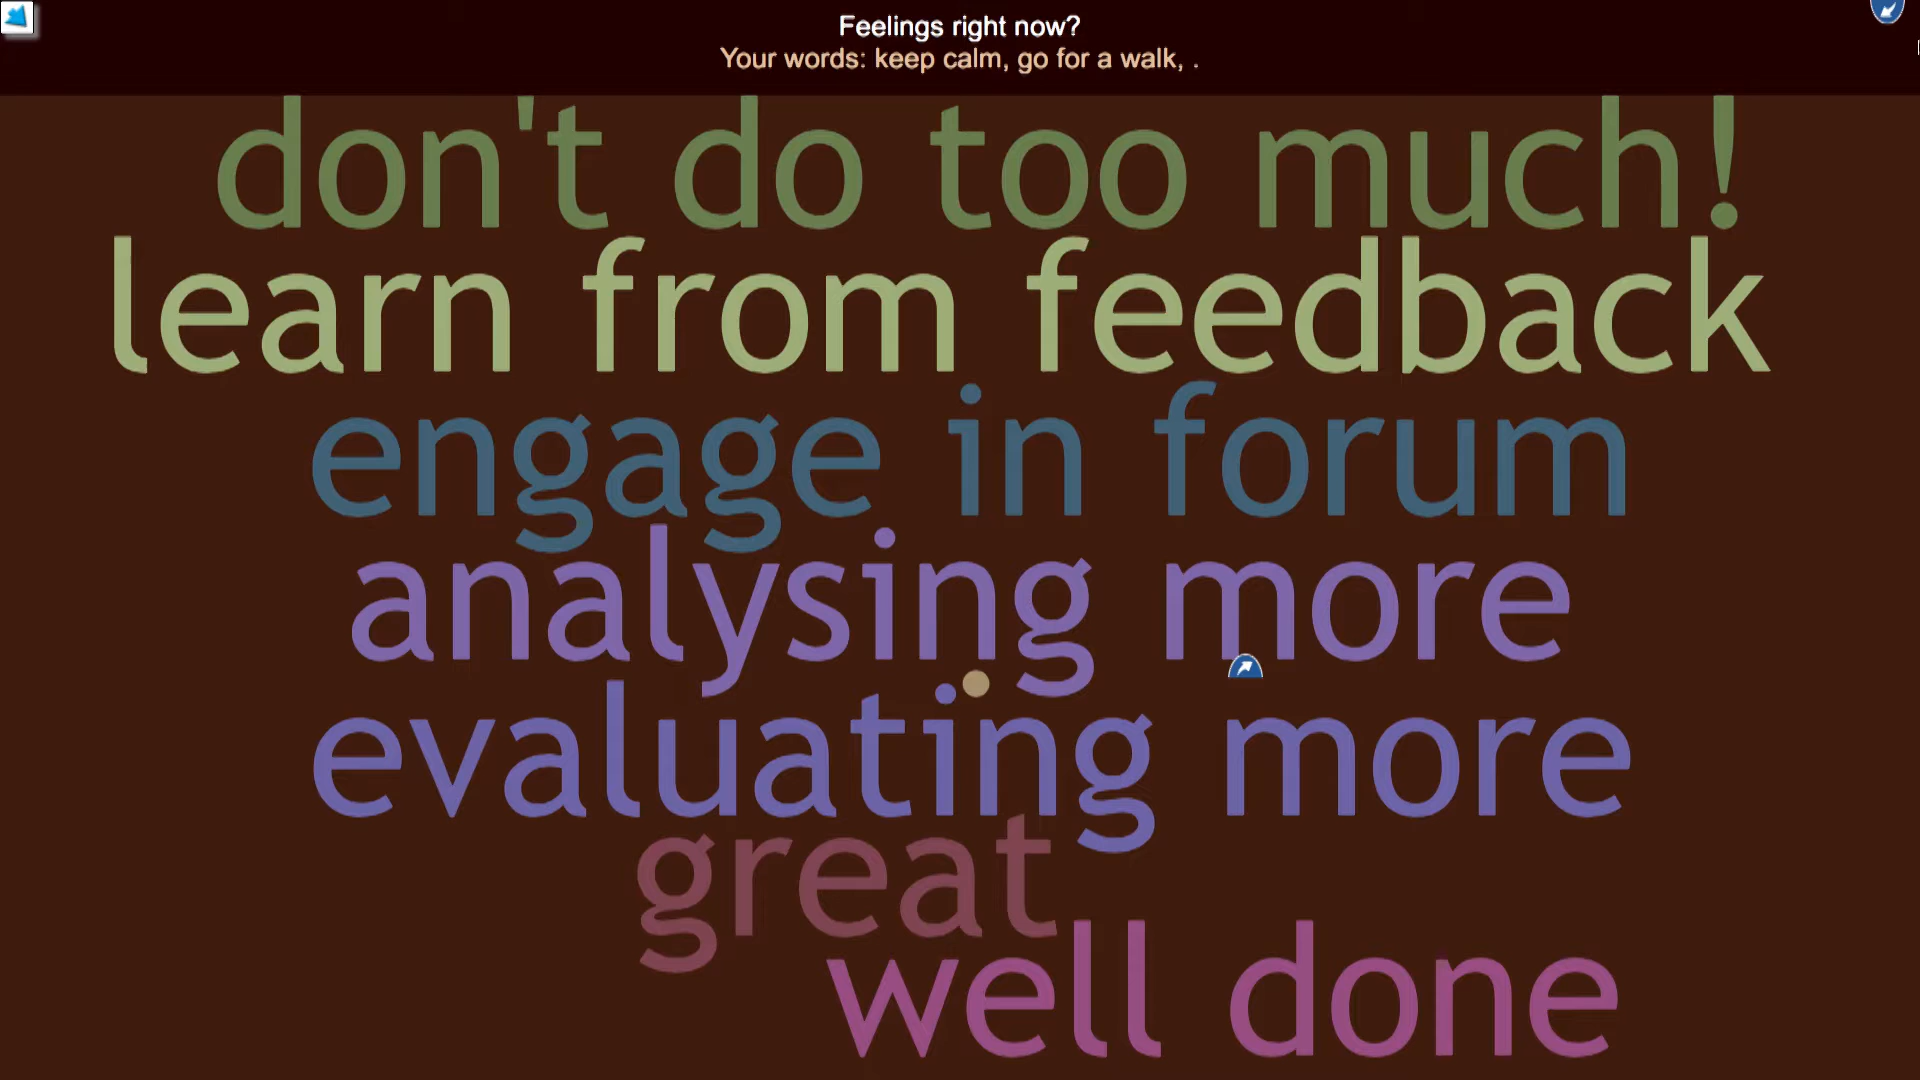 Feelings right now?
Your words: keep calm, go for a walk, .
don't do too much!
learn from feedback
engage in forum
analysing more
evaluating more
great
well done